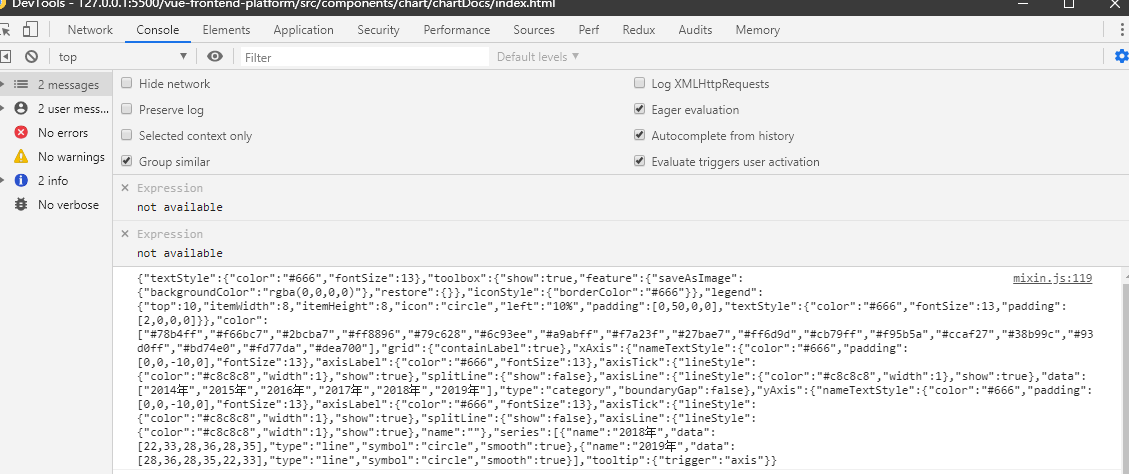 DevTools - 127.0.0.1:5500/vue-frontend-platform/src/components/chart/chartDocs/index.html
Network Console Elements Application Security Performance Sources Perf Redux Audits Memory
top Filter Default levels
2 messages
2 user mess...
No errors
No warnings
2 info
No verbose
Hide network Log XMLHttpRequests
Preserve log Eager evaluation
Selected context only Autocomplete from history
Group similar Evaluate triggers user activation
Expression
not available
Expression
not available
{"textStyle":{"color":"#666","fontSize":13},"toolbox":{"show":true,"feature":{"saveAsImage": mixin.js:119
{"backgroundColor":"rgba(0,0,0,0)"},"restore":{}},"iconStyle":{"borderColor":"#666"}},"legend":
{"top":10,"itemWidth":8,"itemHeight":8,"icon":"circle","left":"10%","padding":[0,50,0,0],"textStyle":{"color":"#666","fontSize":13,"padding":
[2,0,0,0]}},"color":
["#78b4ff","#f66bc7","#2bcba7","#ff8896","#79c628","#6c93ee","#a9abff","#f7a23f","#27bae7","#ff6d9d","#cb79ff","#f95b5a","#ccaf27","#38b99c","#93
d0ff","#bd74e0","#fd77da","#dea700"],"grid":{"containLabel":true},"xAxis":{"nameTextStyle":{"color":"#666","padding":
[0,0,-10,0],"fontSize":13},"axisLabel":{"color":"#666","fontSize":13},"axisTick":{"lineStyle":
{"color":"#c8c8c8","width":1},"show":true},"splitLine":{"show":false},"axisLine":{"lineStyle":{"color":"#c8c8c8","width":1},"show":true},"data":
["2014年","2015年","2016年","2017年","2018年","2019年"],"type":"category","boundaryGap":false},"yAxis":{"nameTextStyle":{"color":"#666","padding":
[0,0,-10,0],"fontSize":13},"axisLabel":{"color":"#666","fontSize":13},"axisTick":{"lineStyle":
{"color":"#c8c8c8","width":1},"show":true},"splitLine":{"show":false},"axisLine":{"lineStyle":
{"color":"#c8c8c8","width":1},"show":true},"name":""},"series":[{"name":"2018年","data":
[22,33,28,36,28,35],"type":"line","symbol":"circle","smooth":true},{"name":"2019年","data":
[28,36,28,35,22,33],"type":"line","symbol":"circle","smooth":true}],"tooltip":{"trigger":"axis"}}